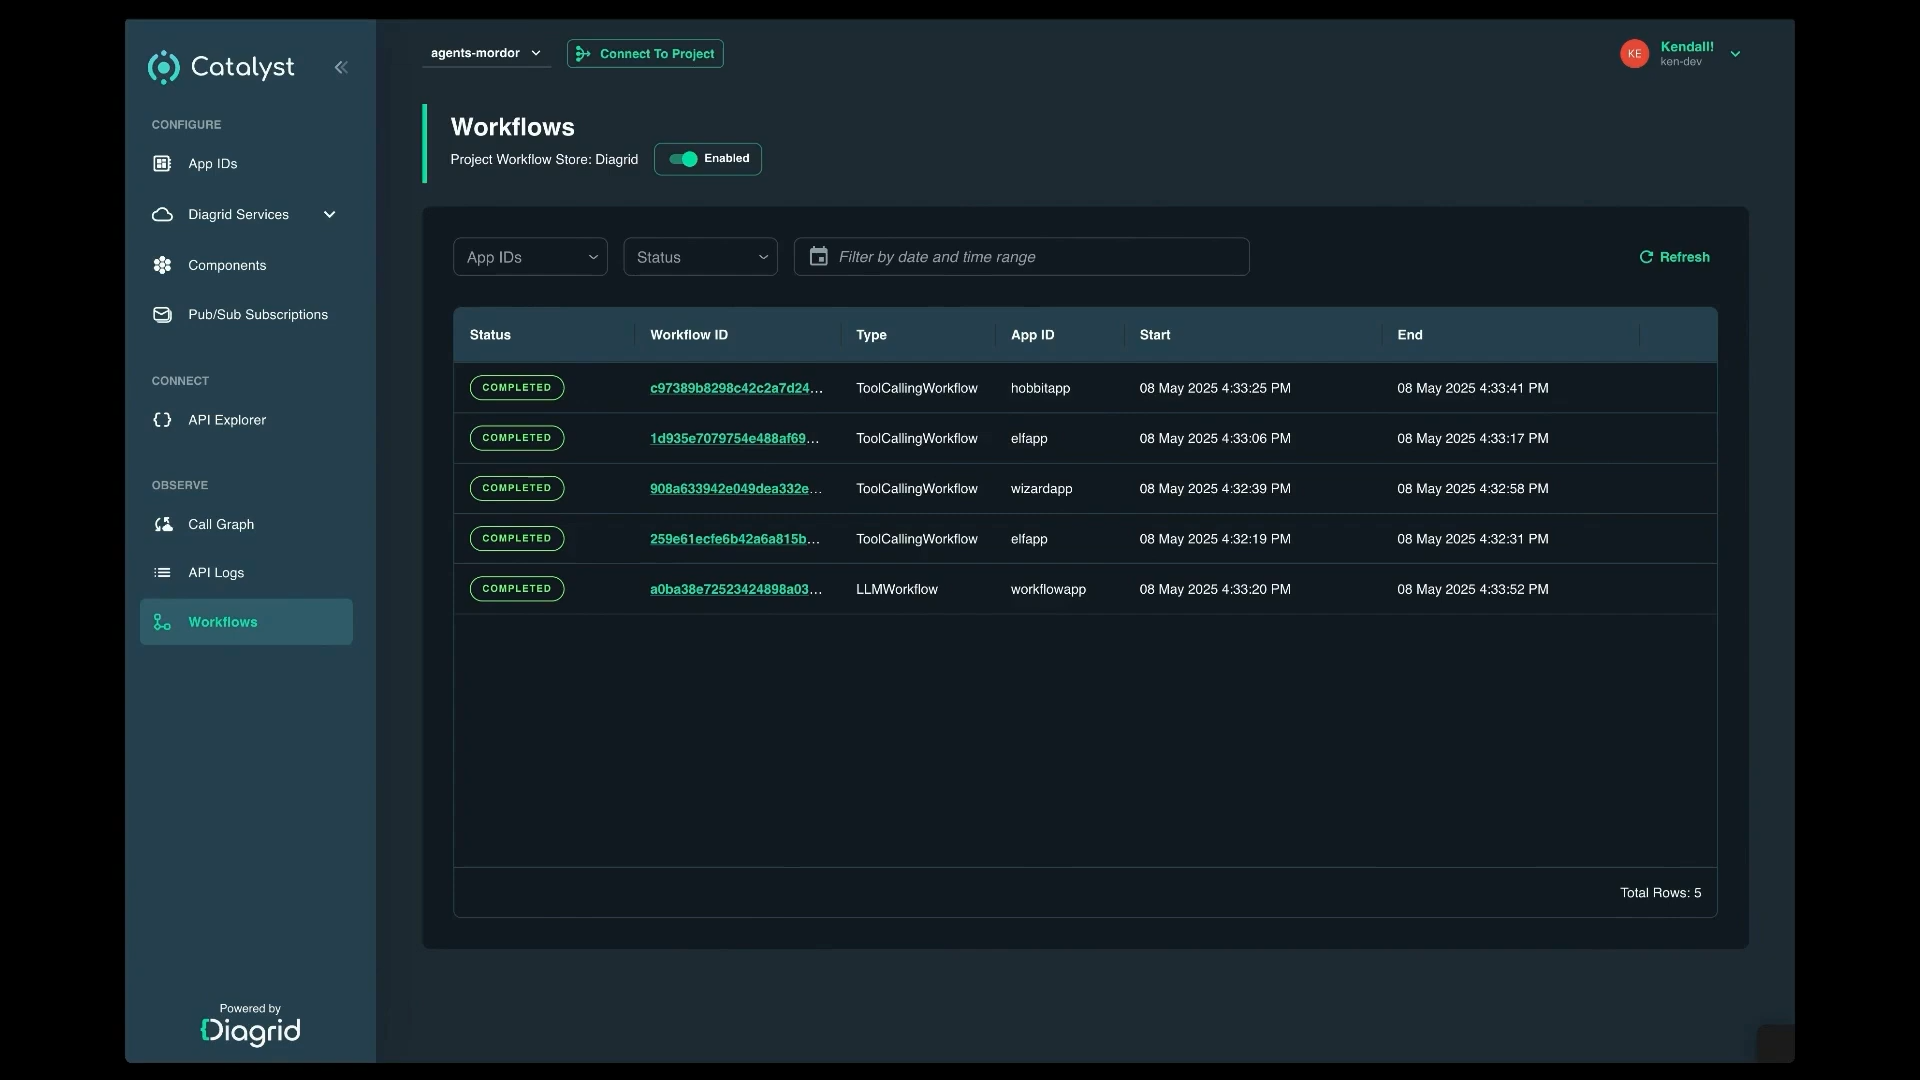 Catalyst
CONFIGURE
App IDs
Diagrid Services
Components
Pub/Sub Subscriptions
CONNECT
API Explorer
OBSERVE
Call Graph
API Logs
Workflows
Powered by
Diagrid
agents-mordor
Connect To Project
KE
Kendall!
ken-dev
Workflows
Project Workflow Store: Diagrid
Enabled
App IDs
Status
Filter by date and time range
Refresh
Status Workflow ID Type App ID Start End
COMPLETED c97389b8298c42c2a7d24... ToolCallingWorkflow hobbitapp 08 May 2025 4:33:25 PM 08 May 2025 4:33:41 PM
COMPLETED 1d935e7079754e488af69... ToolCallingWorkflow elfapp 08 May 2025 4:33:06 PM 08 May 2025 4:33:17 PM
COMPLETED 908a633942e049dea332e... ToolCallingWorkflow wizardapp 08 May 2025 4:32:39 PM 08 May 2025 4:32:58 PM
COMPLETED 259e61ecfe6b42a6a815b... ToolCallingWorkflow elfapp 08 May 2025 4:32:19 PM 08 May 2025 4:32:31 PM
COMPLETED a0ba38e72523424898a03... LLMWorkflow workflowapp 08 May 2025 4:33:20 PM 08 May 2025 4:33:52 PM
Total Rows: 5